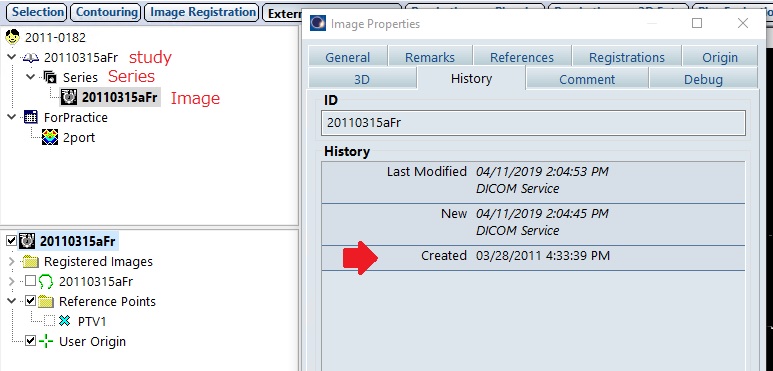 Selection Contouring Image Registration Extern
Image Properties
2011-0182
20110315aFr study
Series Series
20110315aFr Image
ForPractice
2port
General Remarks References Registrations Origin
3D History Comment Debug
ID
20110315aFr
History
Last Modified 04/11/2019 2:04:53 PM
DICOM Service
New 04/11/2019 2:04:45 PM
DICOM Service
Created 03/28/2011 4:33:39 PM
20110315aFr
Registered Images
20110315aFr
Reference Points
PTV1
User Origin